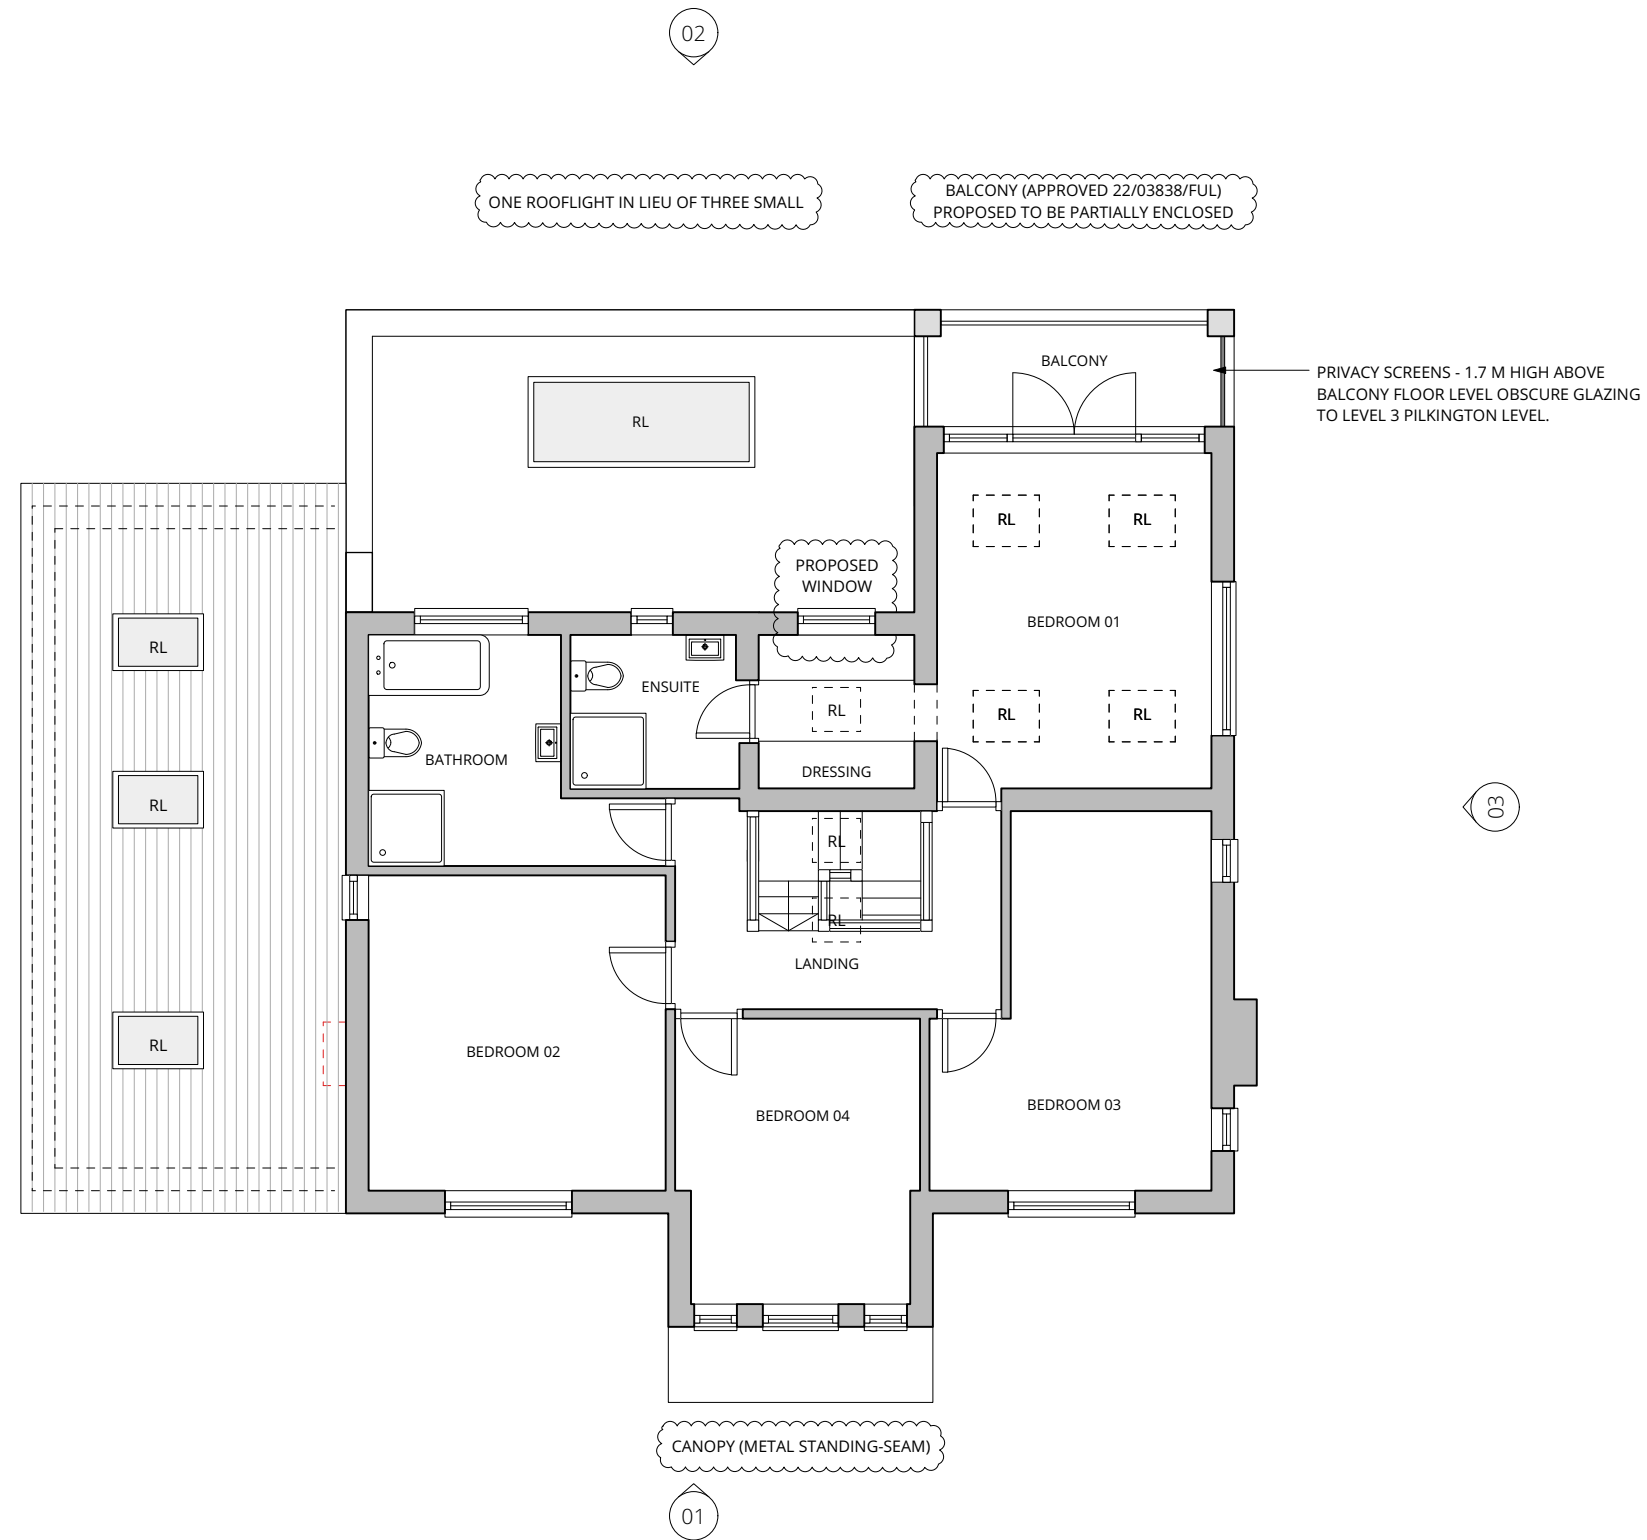 02
ONE ROOFLIGHT IN LIEU OF THREE SMALL
BALCONY (APPROVED 22/03838/FUL)
PROPOSED TO BE PARTIALLY ENCLOSED
BALCONY
PRIVACY SCREENS - 1.7 M HIGH ABOVE
BALCONY FLOOR LEVEL OBSCURE GLAZING
TO LEVEL 3 PILKINGTON LEVEL.
RL
RL
RL
PROPOSED
WINDOW
BEDROOM 01
RL
ENSUITE
RL
RL
RL
BATHROOM
DRESSING
RL
03
RL
RL
LANDING
RL
BEDROOM 02
BEDROOM 03
BEDROOM 04
CANOPY (METAL STANDING-SEAM)
01